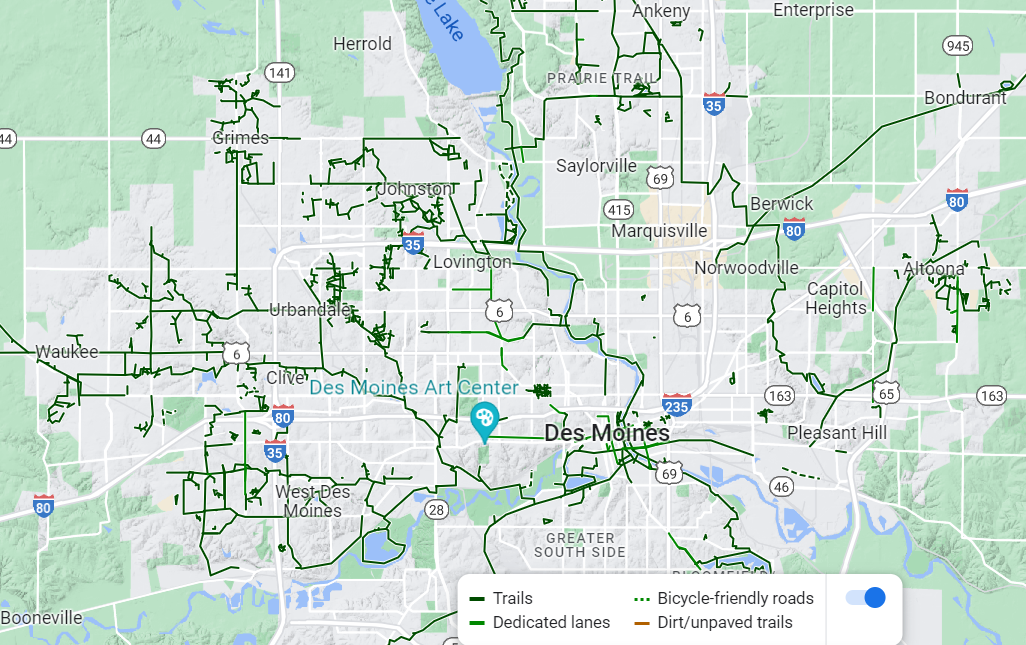 Ankeny
Enterprise
e Lake
Herrold
945
141
PRAIRIE TRAIL
35
Bondurant
44
44
Grimes
Saylorville
69
Johnston
80
Berwick
415
Marquisville
80
35
Lovington
Norwoodville
Altoona
Capitol
Heights
Urbandale
6
6
Waukee
6
Clive
Des Moines Art Center
163
65
163
235
80
Des Moines
Pleasant Hill
35
69
46
West Des
Moines
80
28
GREATER
SOUTH SIDE
BLOOMFIELD
Booneville
Trails
Bicycle-friendly roads
Dedicated lanes
Dirt/unpaved trails